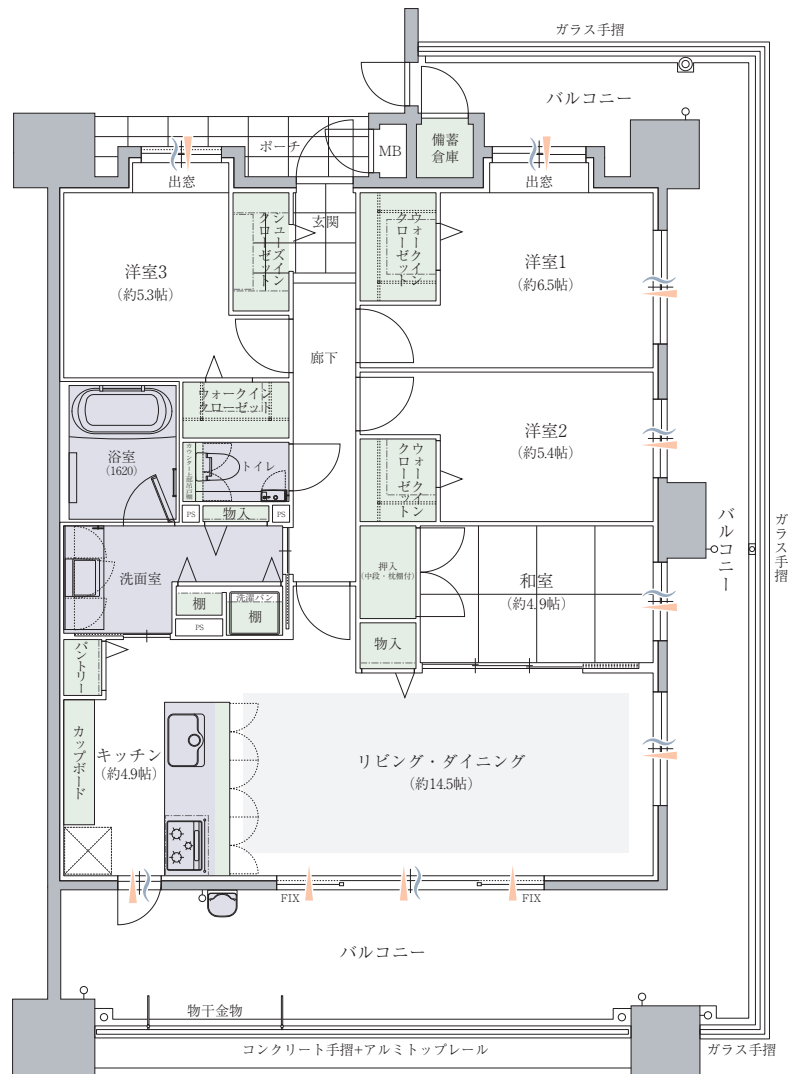 ガラス手摺
バルコニー
ポーチ
MB
備蓄
倉庫
出窓
出窓
シューズイン
クローゼット
玄関
ウォークイン
クローゼット
洋室3
(約5.3帖)
洋室1
(約6.5帖)
廊下
ウォークイン
クローゼット
浴室
(1620)
カウンター上部吊戸棚
トイレ
洋室2
(約5.4帖)
ウォークイン
クローゼット
PS
物入
PS
バルコニー
ガラス手摺
洗面室
押入
(中段・枕棚付)
和室
(約4.9帖)
棚
洗濯パン
棚
PS
物入
パントリー
カップボード
キッチン
(約4.9帖)
リビング・ダイニング
(約14.5帖)
FIX
FIX
バルコニー
物干金物
コンクリート手摺+アルミトップレール
ガラス手摺